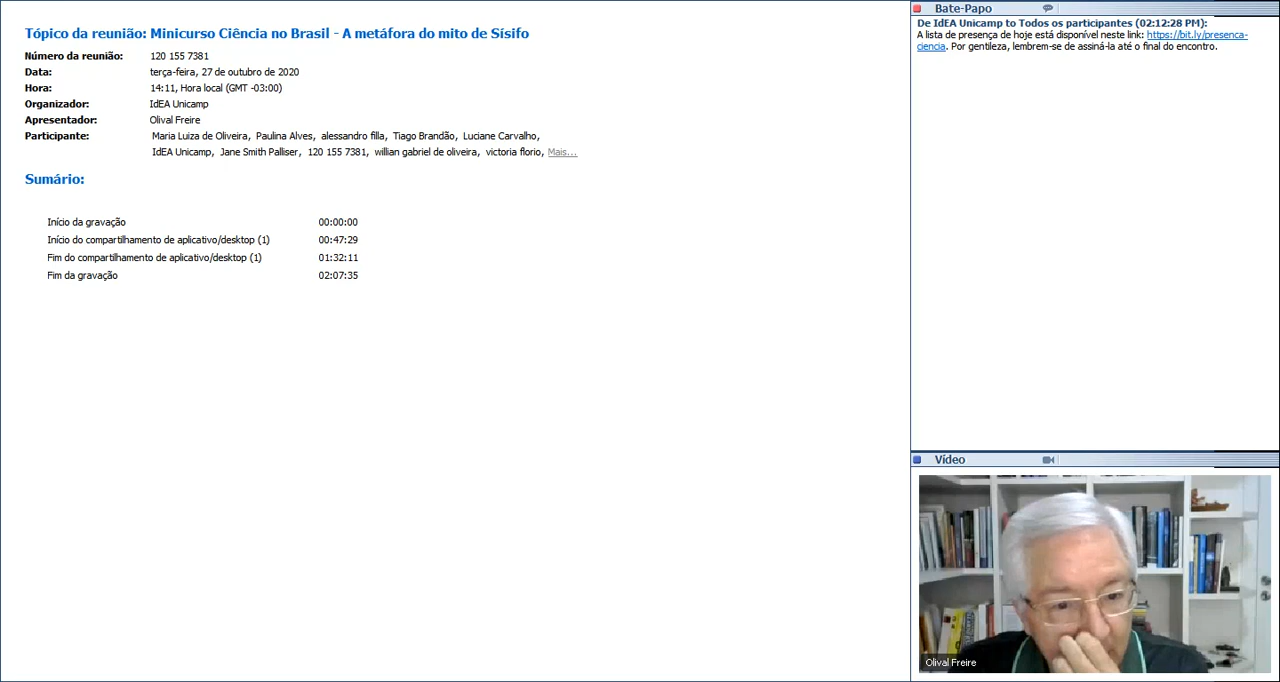 Tópico da reunião: Minicurso Ciência no Brasil - A metáfora do mito de Sísifo
Número da reunião: 120 155 7381
Data: terça-feira, 27 de outubro de 2020
Hora: 14:11, Hora local (GMT -03:00)
Organizador: IdEA Unicamp
Apresentador: Olival Freire
Participante: Maria Luiza de Oliveira, Paulina Alves, alessandro filla, Tiago Brandão, Luciane Carvalho,
IdEA Unicamp, Jane Smith Palliser, 120 155 7381, willian gabriel de oliveira, victoria florio, Mais...
Sumário:
Início da gravação 00:00:00
Início do compartilhamento de aplicativo/desktop (1) 00:47:29
Fim do compartilhamento de aplicativo/desktop (1) 01:32:11
Fim da gravação 02:07:35
Bate-Papo
De IdEA Unicamp to Todos os participantes (02:12:28 PM):
A lista de presença de hoje está disponível neste link: https://bit.ly/presenca-
ciencia. Por gentileza, lembrem-se de assiná-la até o final do encontro.
Vídeo
Olival Freire